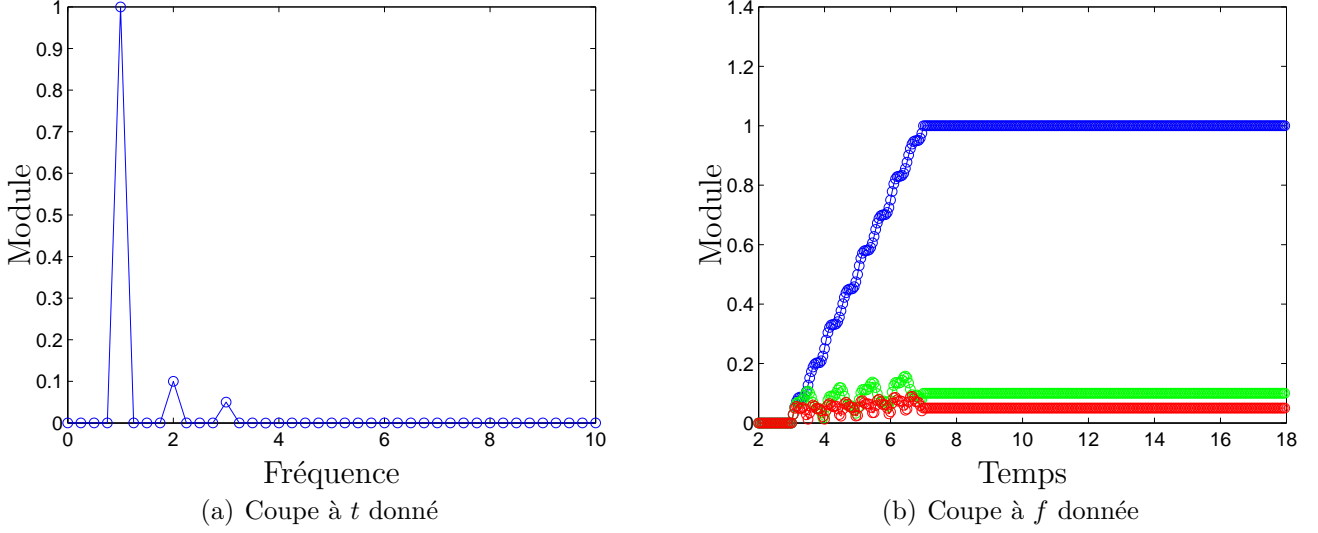 1
0.9
0.8
0.7
0.6
0.5
0.4
0.3
0.2
0.1
0
0 2 4 6 8 10
Module
Fréquence
(a) Coupe à t donné
1.4
1.2
1
0.8
0.6
0.4
0.2
0
2 4 6 8 10 12 14 16 18
Module
Temps
(b) Coupe à f donnée